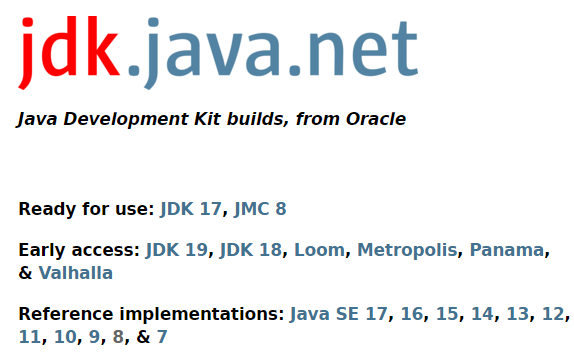 jdk.java.net
Java Development Kit builds, from Oracle
Ready for use: JDK 17, JMC 8
Early access: JDK 19, JDK 18, Loom, Metropolis, Panama,
& Valhalla
Reference implementations: Java SE 17, 16, 15, 14, 13, 12,
11, 10, 9, 8, & 7